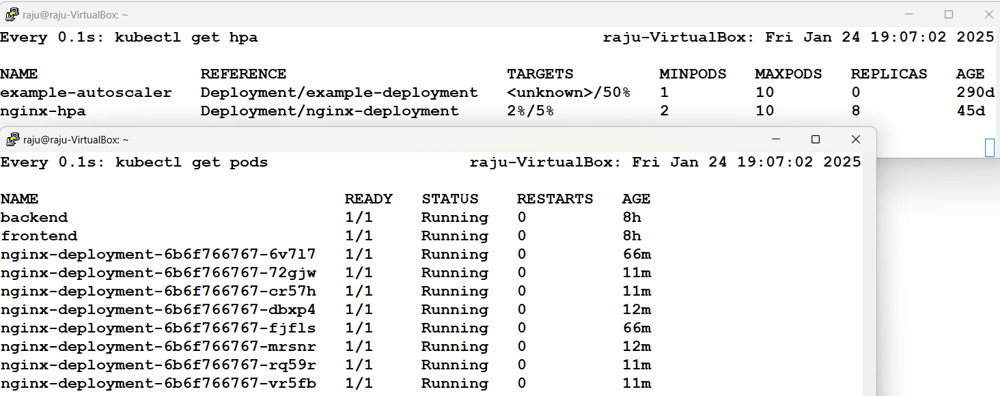 raju@raju-VirtualBox: ~
Every 0.1s: kubectl get hpa raju-VirtualBox: Fri Jan 24 19:07:02 2025
NAME REFERENCE TARGETS MINPODS MAXPODS REPLICAS AGE
example-autoscaler Deployment/example-deployment <unknown>/50% 1 10 0 290d
nginx-hpa Deployment/nginx-deployment 2%/5% 2 10 8 45d
raju@raju-VirtualBox: ~
Every 0.1s: kubectl get pods raju-VirtualBox: Fri Jan 24 19:07:02 2025
NAME READY STATUS RESTARTS AGE
backend 1/1 Running 0 8h
frontend 1/1 Running 0 8h
nginx-deployment-6b6f766767-6v7l7 1/1 Running 0 66m
nginx-deployment-6b6f766767-72gjw 1/1 Running 0 11m
nginx-deployment-6b6f766767-cr57h 1/1 Running 0 11m
nginx-deployment-6b6f766767-dbxp4 1/1 Running 0 12m
nginx-deployment-6b6f766767-fjfls 1/1 Running 0 66m
nginx-deployment-6b6f766767-mrsnr 1/1 Running 0 12m
nginx-deployment-6b6f766767-rq59r 1/1 Running 0 11m
nginx-deployment-6b6f766767-vr5fb 1/1 Running 0 11m